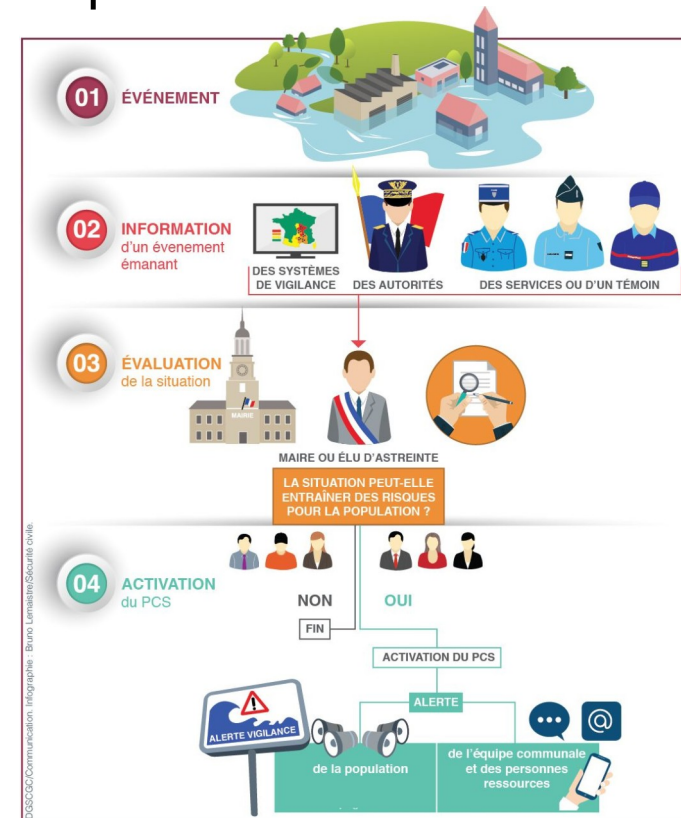 01 ÉVÉNEMENT
02 INFORMATION
d'un évenement
émanant
DES SYSTÈMES
DE VIGILANCE
DES AUTORITÉS
DES SERVICES OU D'UN TÉMOIN
03 ÉVALUATION
de la situation
MAIRIE
MAIRE OU ÉLU D'ASTREINTE
LA SITUATION PEUT-ELLE
ENTRAÎNER DES RISQUES
POUR LA POPULATION ?
04 ACTIVATION
du PCS
NON
OUI
FIN
ACTIVATION DU PCS
ALERTE
ALERTE VIGILANCE
de la population
de l'équipe communale
et des personnes
ressources
DGSCGC/Communication. Infographie : Bruno Lemaistre/Sécurité civile.